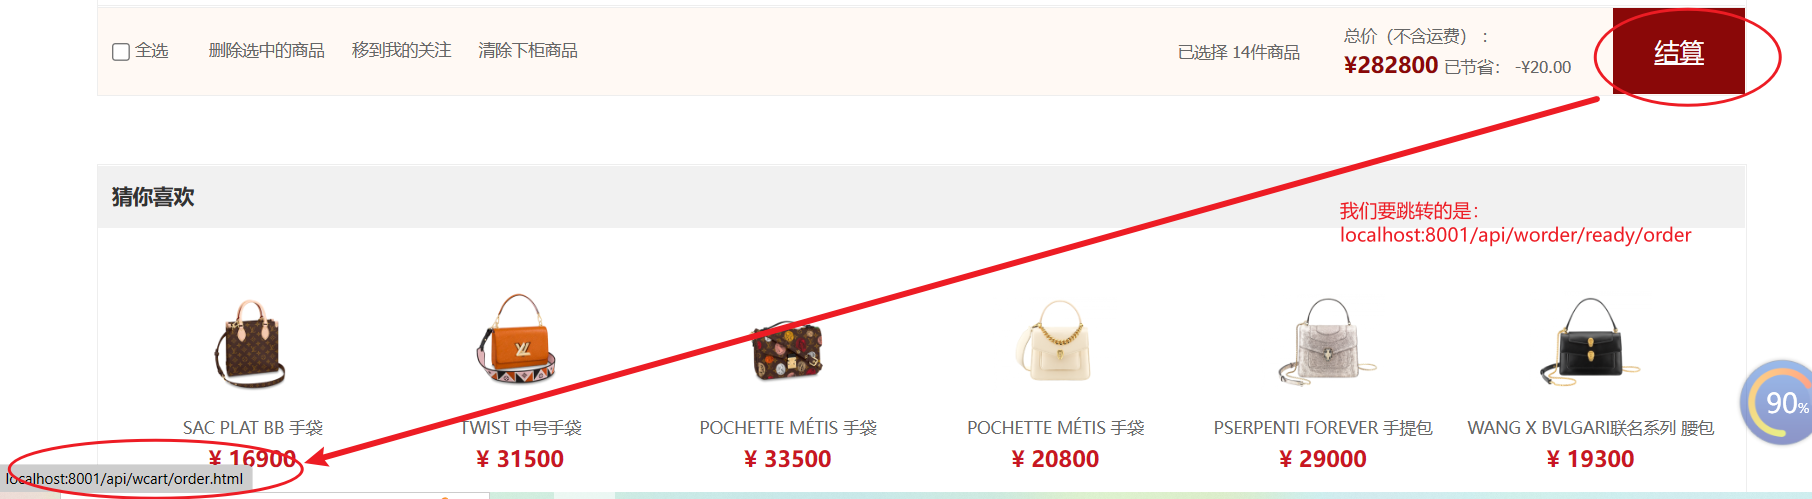 全选 删除选中的商品 移到我的关注 清除下柜商品 已选择 14件商品
总价（不含运费）：
¥282800 已节省： -¥20.00
结算
猜你喜欢
我们要跳转的是：
localhost:8001/api/worder/ready/order
SAC PLAT BB 手袋 TWIST 中号手袋 POCHETTE MÉTIS 手袋 POCHETTE MÉTIS 手袋 PSERPENTI FOREVER 手提包 WANG X BVLGARI联名系列 腰包
¥ 16900 ¥ 31500 ¥ 33500 ¥ 20800 ¥ 29000 ¥ 19300
90%
localhost:8001/api/wcart/order.html